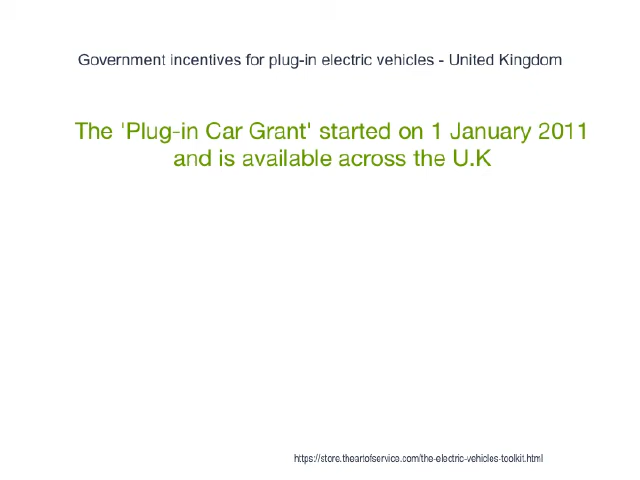 Government incentives for plug-in electric vehicles - United Kingdom
The 'Plug-in Car Grant' started on 1 January 2011
and is available across the U.K
https://store.theartofservice.com/the-electric-vehicles-toolkit.html